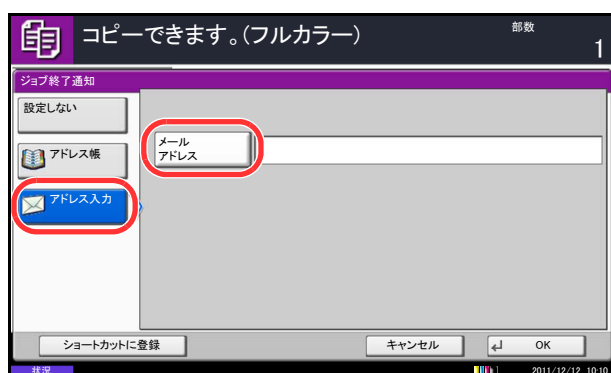 コピーできます。(フルカラー)
部数
1
ジョブ終了通知
設定しない
アドレス帳
メール
アドレス
アドレス入力
ショートカットに登録
キャンセル
OK
状況
2011/12/12 10:10